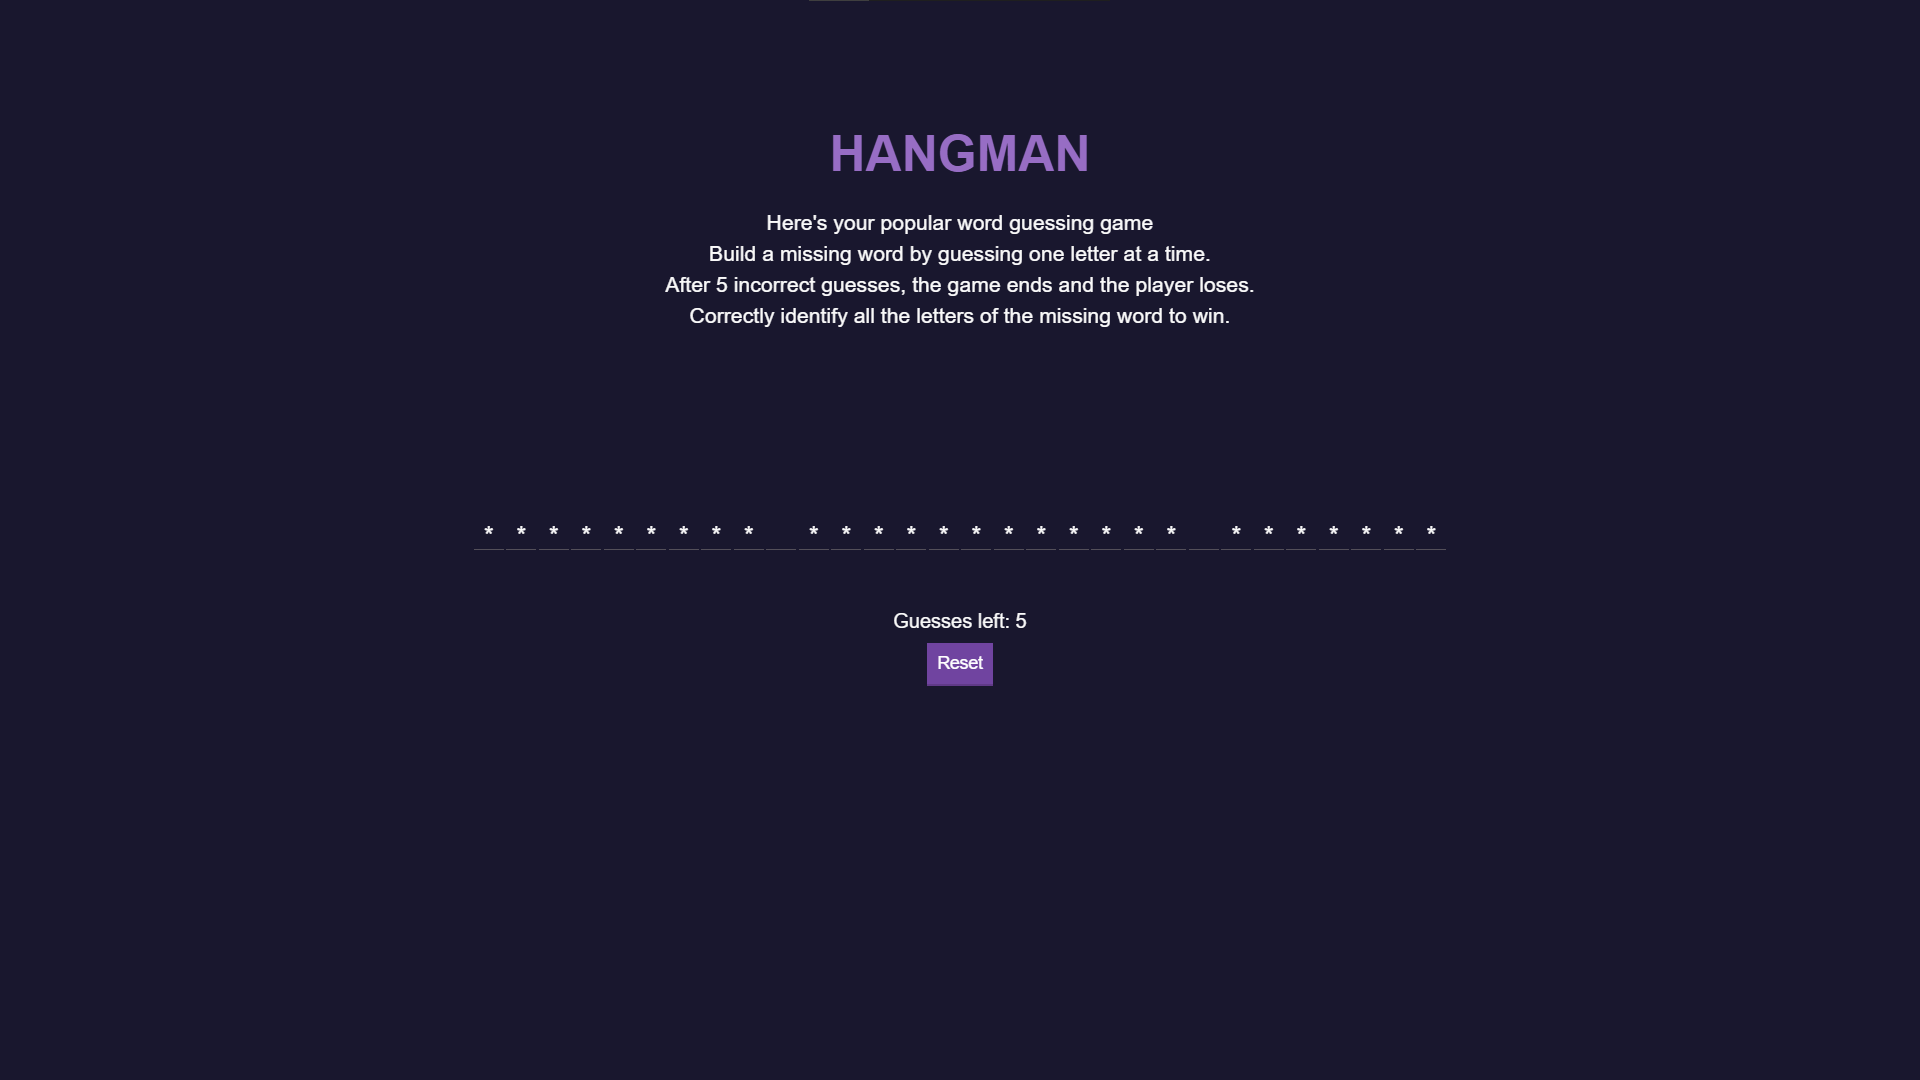 HANGMAN
Here's your popular word guessing game
Build a missing word by guessing one letter at a time.
After 5 incorrect guesses, the game ends and the player loses.
Correctly identify all the letters of the missing word to win.
* * * * * * * * *   * * * * * * * * * * * *   * * * * * * *
Guesses left: 5
Reset